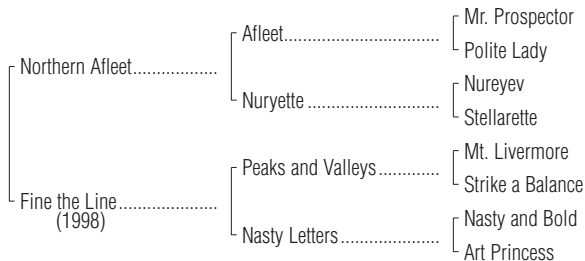 Mr. Prospector
Afleet
Polite Lady
Northern Afleet
Nureyev
Nuryette
Stellarette
Mt. Livermore
Peaks and Valleys
Strike a Balance
Fine the Line
(1998)
Nasty and Bold
Nasty Letters
Art Princess